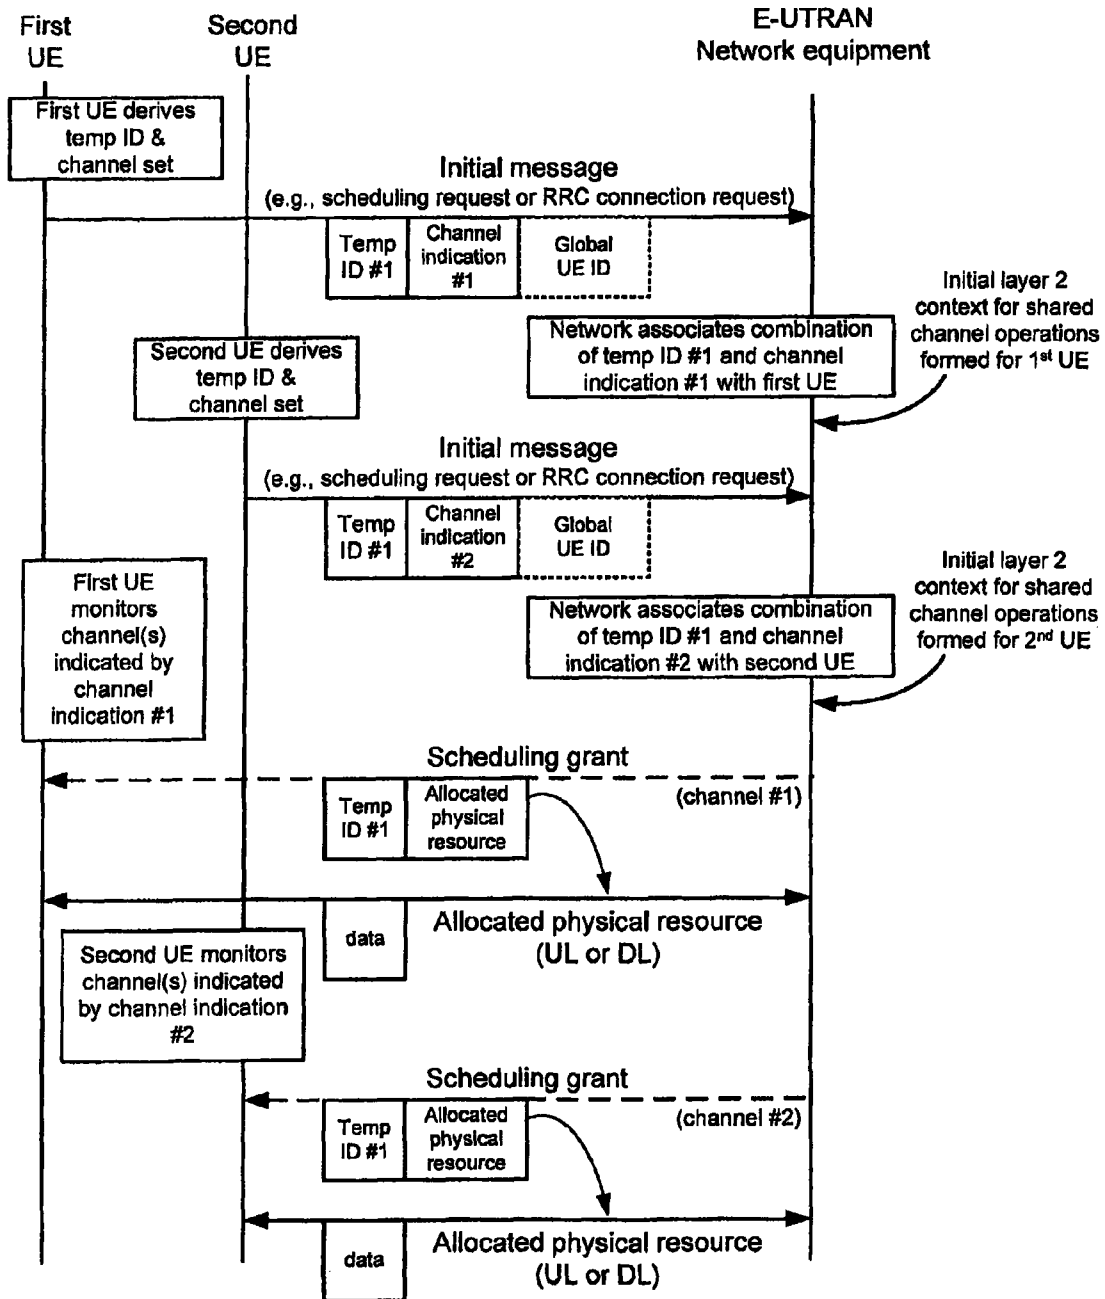 First
UE
Second
UE
E-UTRAN
Network equipment
First UE derives
temp ID &
channel set
Initial message
(e.g., scheduling request or RRC connection request)
Temp
ID #1
Channel
indication
#1
Global
UE ID
Initial layer 2
context for shared
channel operations
formed for 1st UE
Network associates combination
of temp ID #1 and channel
indication #1 with first UE
Second UE derives
temp ID &
channel set
Initial message
(e.g., scheduling request or RRC connection request)
Temp
ID #1
Channel
indication
#2
Global
UE ID
First UE
monitors
channel(s)
indicated by
channel
indication #1
Initial layer 2
context for shared
channel operations
formed for 2nd UE
Network associates combination
of temp ID #1 and channel
indication #2 with second UE
Scheduling grant
(channel #1)
Temp
ID #1
Allocated
physical
resource
data
Allocated physical resource
(UL or DL)
Second UE monitors
channel(s) indicated
by channel indication
#2
Scheduling grant
(channel #2)
Temp
ID #1
Allocated
physical
resource
data
Allocated physical resource
(UL or DL)